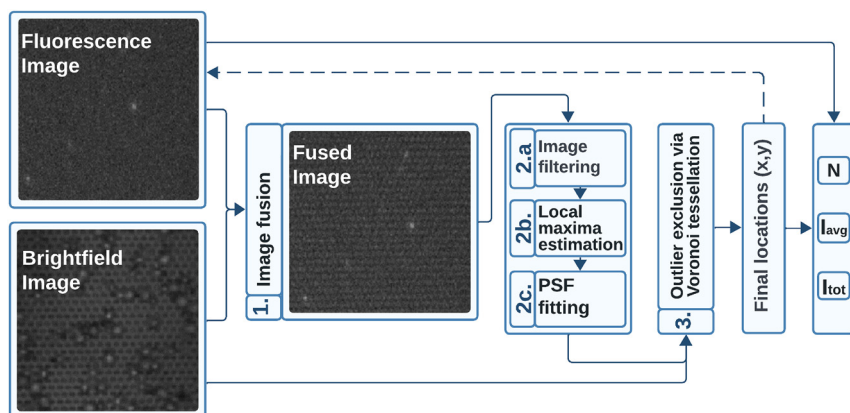 Fluorescence
Image
Brightfield
Image
1.
Image fusion
Fused
Image
2.a
Image
filtering
2b.
Local
maxima
estimation
2c.
PSF
fitting
3.
Outlier exclusion via
Voronoi tessellation
Final locations (x,y)
N
Iavg
Itot